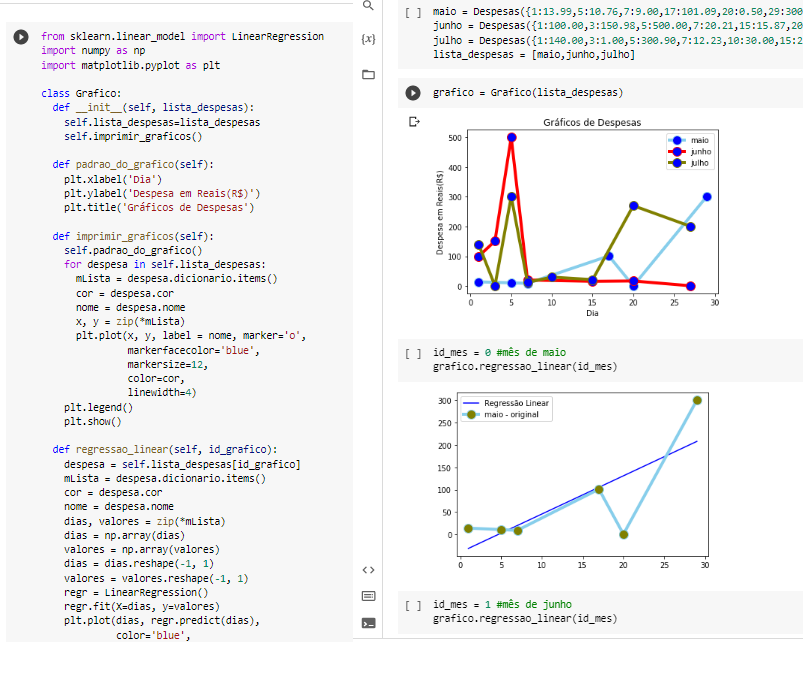 from sklearn.linear_model import LinearRegression
import numpy as np
import matplotlib.pyplot as plt
class Grafico:
def __init__(self, lista_despesas):
self.lista_despesas=lista_despesas
self.imprimir_graficos()
def padrao_do_grafico(self):
plt.xlabel('Dia')
plt.ylabel('Despesa em Reais(R$)')
plt.title('Gráficos de Despesas')
def imprimir_graficos(self):
self.padrao_do_grafico()
for despesa in self.lista_despesas:
mLista = despesa.dicionario.items()
cor = despesa.cor
nome = despesa.nome
x, y = zip(*mLista)
plt.plot(x, y, label = nome, marker='o',
markerfacecolor='blue',
markersize=12,
color=cor,
linewidth=4)
plt.legend()
plt.show()
def regressao_linear(self, id_grafico):
despesa = self.lista_despesas[id_grafico]
mLista = despesa.dicionario.items()
cor = despesa.cor
nome = despesa.nome
dias, valores = zip(*mLista)
dias = np.array(dias)
valores = np.array(valores)
dias = dias.reshape(-1, 1)
valores = valores.reshape(-1, 1)
regr = LinearRegression()
regr.fit(X=dias, y=valores)
plt.plot(dias, regr.predict(dias),
color='blue',
{x}
<>
[ ] maio = Despesas({1:13.99,5:10.76,7:9.00,17:101.09,20:0.50,29:300
junho = Despesas({1:100.00,3:150.98,5:500.00,7:20.21,15:15.87,20
julho = Despesas({1:140.00,3:1.00,5:300.90,7:12.23,10:30.00,15:2
lista_despesas = [maio,junho,julho]
grafico = Grafico(lista_despesas)
Gráficos de Despesas
maio
junho
julho
500
400
300
200
100
0
Despesa em Reais(R$)
0 5 10 15 20 25 30
Dia
[ ] id_mes = 0 #mês de maio
grafico.regressao_linear(id_mes)
Regressão Linear
maio - original
300
250
200
150
100
50
0
0 5 10 15 20 25 30
[ ] id_mes = 1 #mês de junho
grafico.regressao_linear(id_mes)